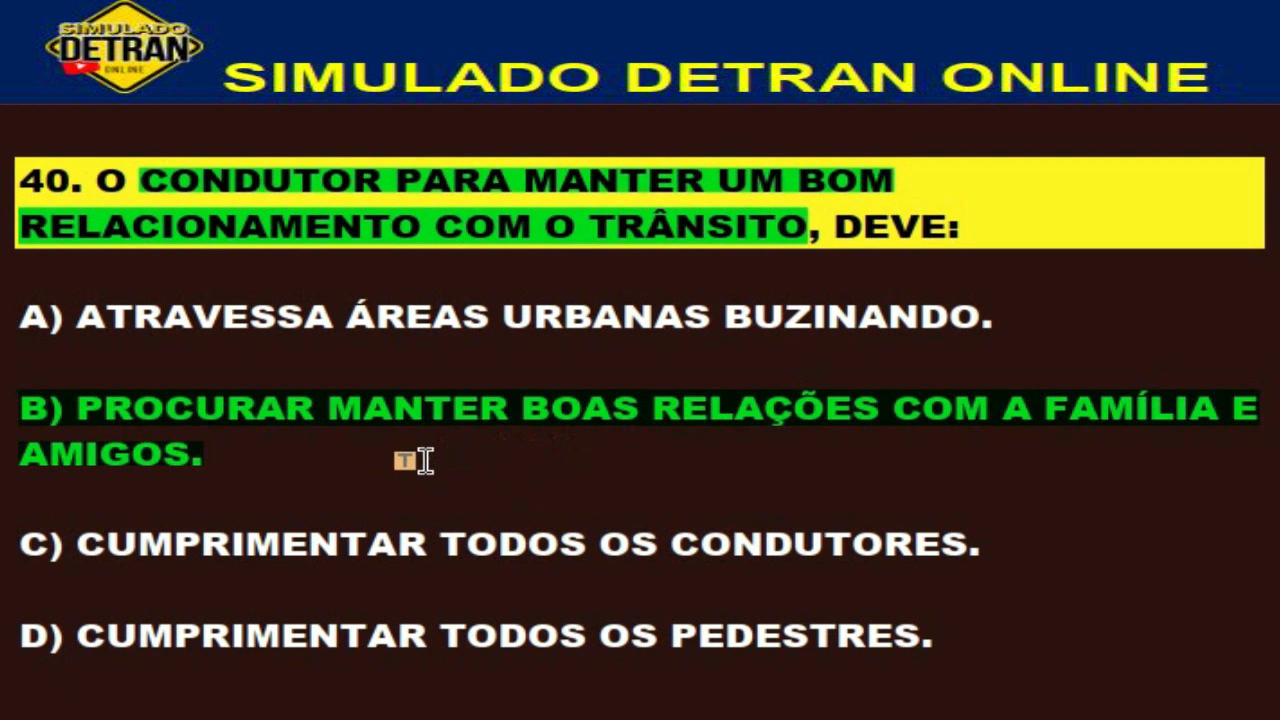 SIMULADO
DETRAN
ONLINE
SIMULADO DETRAN ONLINE
40. O CONDUTOR PARA MANTER UM BOM
RELACIONAMENTO COM O TRÂNSITO, DEVE:
A) ATRAVESSA ÁREAS URBANAS BUZINANDO.
B) PROCURAR MANTER BOAS RELAÇÕES COM A FAMÍLIA E
AMIGOS.
T
C) CUMPRIMENTAR TODOS OS CONDUTORES.
D) CUMPRIMENTAR TODOS OS PEDESTRES.